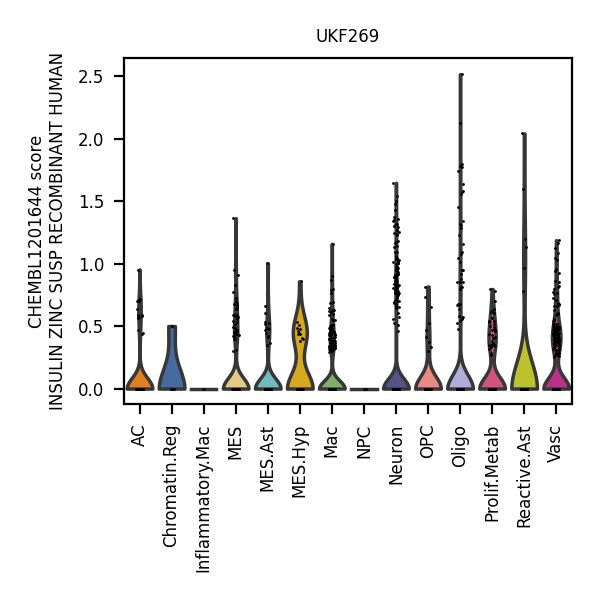 UKF269
CHEMBL1201644 score
INSULIN ZINC SUSP RECOMBINANT HUMAN
2.5
2.0
1.5
1.0
0.5
0.0
AC
Chromatin.Reg
Inflammatory.Mac
MES
MES.Ast
MES.Hyp
Mac
NPC
Neuron
OPC
Oligo
Prolif.Metab
Reactive.Ast
Vasc